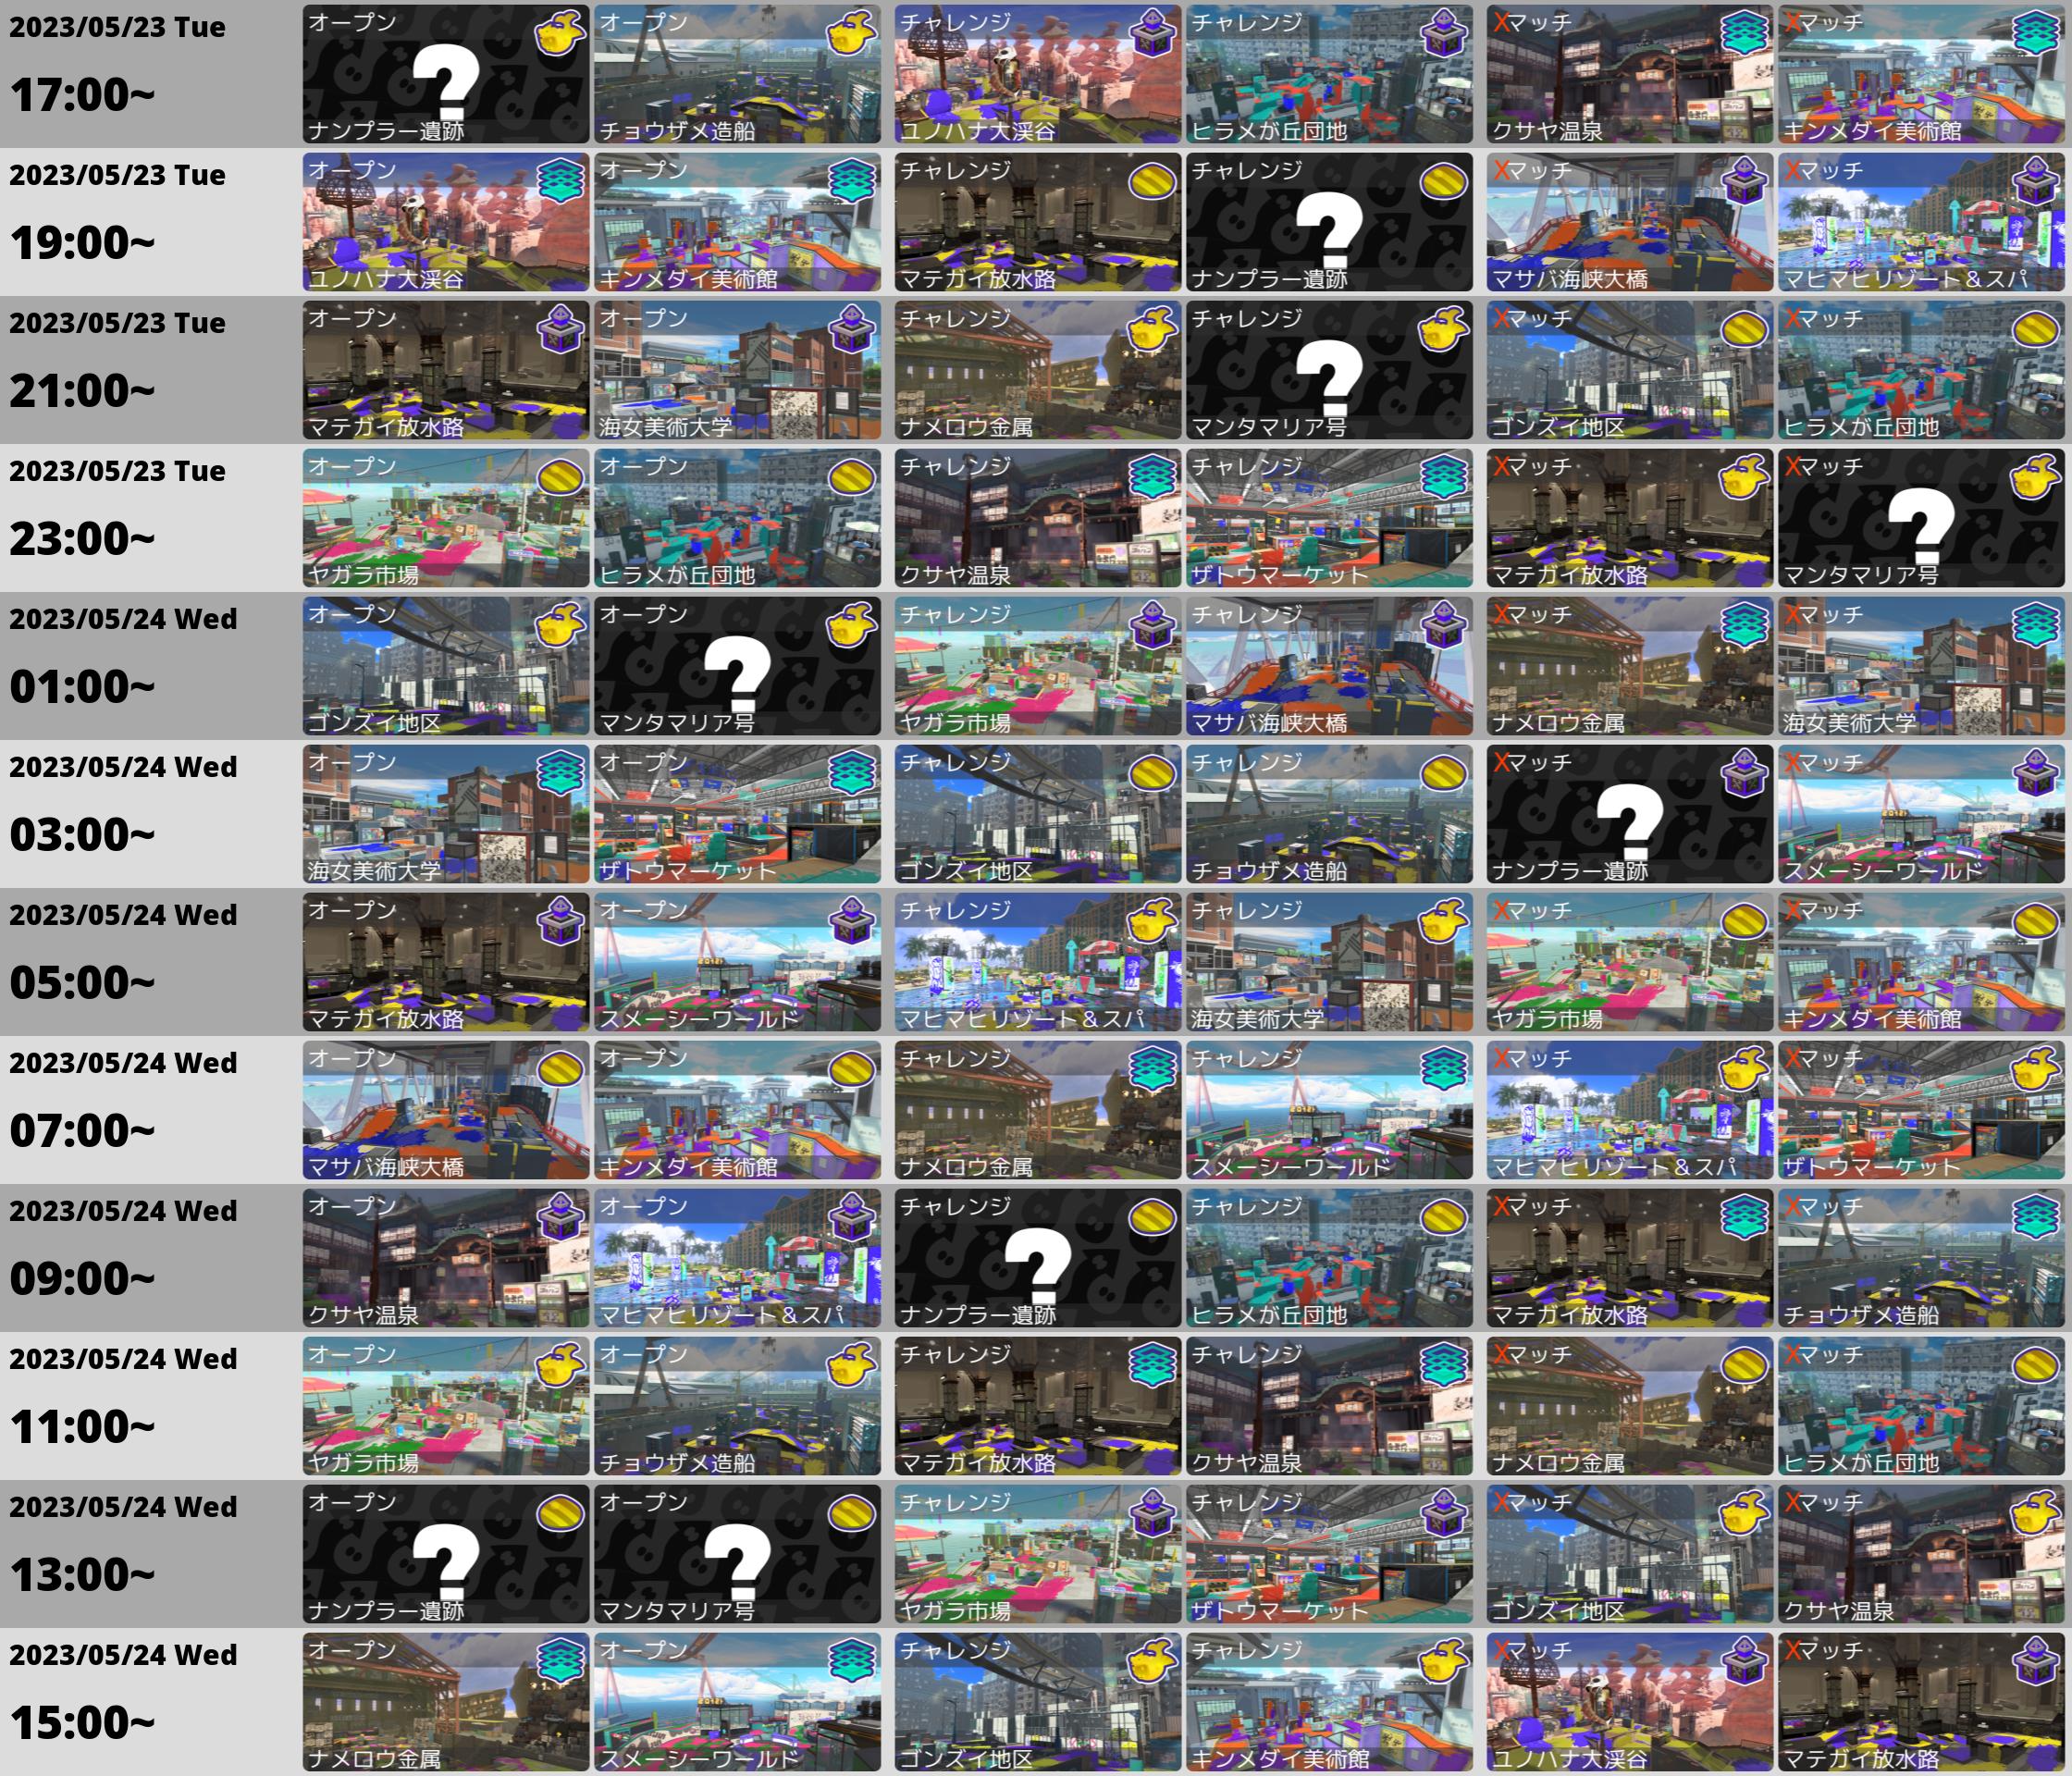 2023/05/23 Tue
17:00~
オープン オープン チャレンジ チャレンジ Xマッチ Xマッチ
ナンプラー遺跡 チョウザメ造船 ユノハナ大渓谷 ヒラメが丘団地 クサヤ温泉 キンメダイ美術館
2023/05/23 Tue
19:00~
オープン オープン チャレンジ チャレンジ Xマッチ Xマッチ
ユノハナ大渓谷 キンメダイ美術館 マテガイ放水路 ナンプラー遺跡 マサバ海峡大橋 マヒマヒリゾート&スパ
2023/05/23 Tue
21:00~
オープン オープン チャレンジ チャレンジ Xマッチ Xマッチ
マテガイ放水路 海女美術大学 ナメロウ金属 マンタマリア号 ゴンズイ地区 ヒラメが丘団地
2023/05/23 Tue
23:00~
オープン オープン チャレンジ チャレンジ Xマッチ Xマッチ
ヤガラ市場 ヒラメが丘団地 クサヤ温泉 ザトウマーケット マテガイ放水路 マンタマリア号
2023/05/24 Wed
01:00~
オープン オープン チャレンジ チャレンジ Xマッチ Xマッチ
ゴンズイ地区 マンタマリア号 ヤガラ市場 マサバ海峡大橋 ナメロウ金属 海女美術大学
2023/05/24 Wed
03:00~
オープン オープン チャレンジ チャレンジ Xマッチ Xマッチ
海女美術大学 ザトウマーケット ゴンズイ地区 チョウザメ造船 ナンプラー遺跡 スメーシーワールド
2023/05/24 Wed
05:00~
オープン オープン チャレンジ チャレンジ Xマッチ Xマッチ
マテガイ放水路 スメーシーワールド マヒマヒリゾート&スパ 海女美術大学 ヤガラ市場 キンメダイ美術館
2023/05/24 Wed
07:00~
オープン オープン チャレンジ チャレンジ Xマッチ Xマッチ
マサバ海峡大橋 キンメダイ美術館 ナメロウ金属 スメーシーワールド マヒマヒリゾート&スパ ザトウマーケット
2023/05/24 Wed
09:00~
オープン オープン チャレンジ チャレンジ Xマッチ Xマッチ
クサヤ温泉 マヒマヒリゾート&スパ ナンプラー遺跡 ヒラメが丘団地 マテガイ放水路 チョウザメ造船
2023/05/24 Wed
11:00~
オープン オープン チャレンジ チャレンジ Xマッチ Xマッチ
ヤガラ市場 チョウザメ造船 マテガイ放水路 クサヤ温泉 ナメロウ金属 ヒラメが丘団地
2023/05/24 Wed
13:00~
オープン オープン チャレンジ チャレンジ Xマッチ Xマッチ
ナンプラー遺跡 マンタマリア号 ヤガラ市場 ザトウマーケット ゴンズイ地区 クサヤ温泉
2023/05/24 Wed
15:00~
オープン オープン チャレンジ チャレンジ Xマッチ Xマッチ
ナメロウ金属 スメーシーワールド ゴンズイ地区 キンメダイ美術館 ユノハナ大渓谷 マテガイ放水路